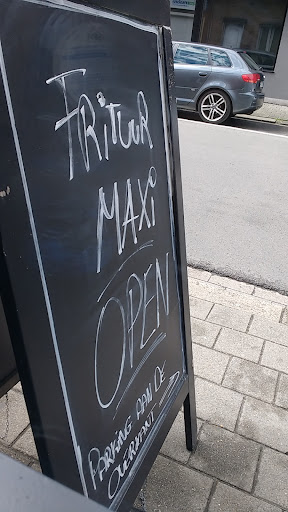 FRituuR
MAXi
OPEN
PARKING AAN DE
OVERKANT